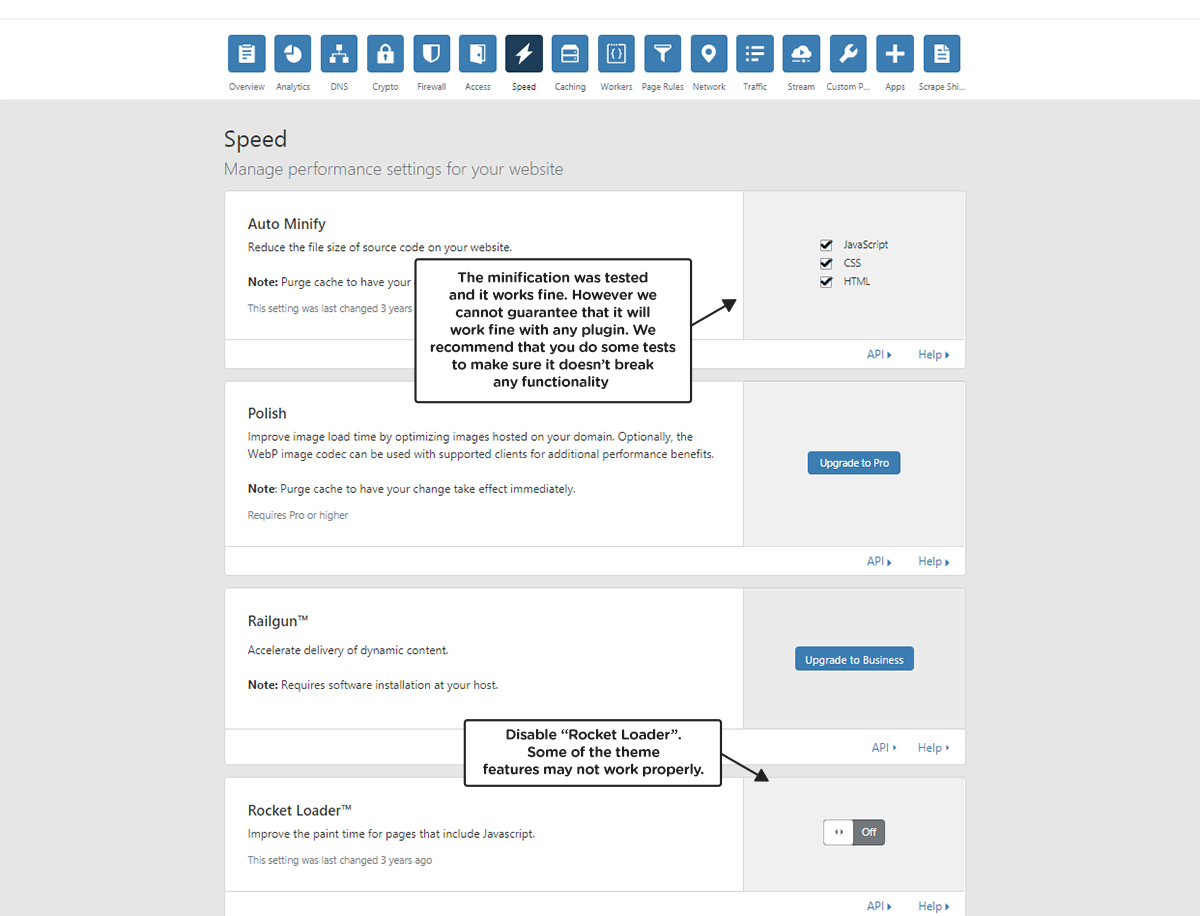 Overview Analytics DNS Crypto Firewall Access Speed Caching Workers Page Rules Network Traffic Stream Custom P... Apps Scrape Shi...
Speed
Manage performance settings for your website
Auto Minify
Reduce the file size of source code on your website.
Note: Purge cache to have your
This setting was last changed 3 years
JavaScript
CSS
HTML
The minification was tested
and it works fine. However we
cannot guarantee that it will
work fine with any plugin. We
recommend that you do some tests
to make sure it doesn't break
any functionality
API Help
Polish
Improve image load time by optimizing images hosted on your domain. Optionally, the
WebP image codec can be used with supported clients for additional performance benefits.
Note: Purge cache to have your change take effect immediately.
Requires Pro or higher
Upgrade to Pro
API Help
Railgun™
Accelerate delivery of dynamic content.
Note: Requires software installation at your host.
Upgrade to Business
API Help
Disable “Rocket Loader”.
Some of the theme
features may not work properly.
Rocket Loader™
Improve the paint time for pages that include Javascript.
This setting was last changed 3 years ago
Off
API Help